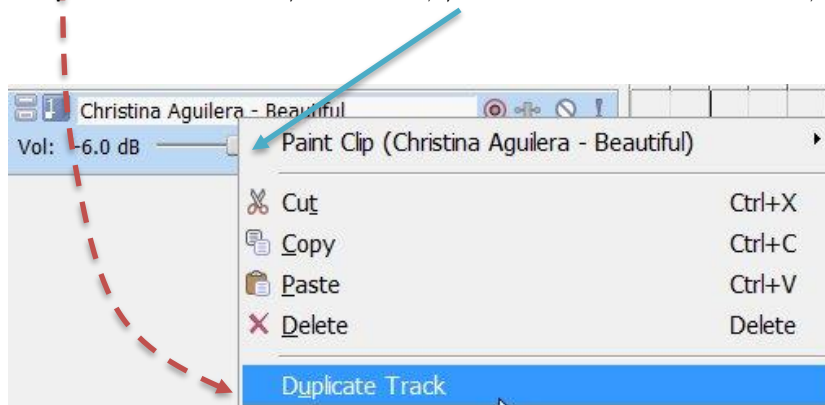 Christina Aguilera - Beautiful
Vol: -6.0 dB
Paint Clip (Christina Aguilera - Beautiful)
Cut Ctrl+X
Copy Ctrl+C
Paste Ctrl+V
Delete Delete
Duplicate Track